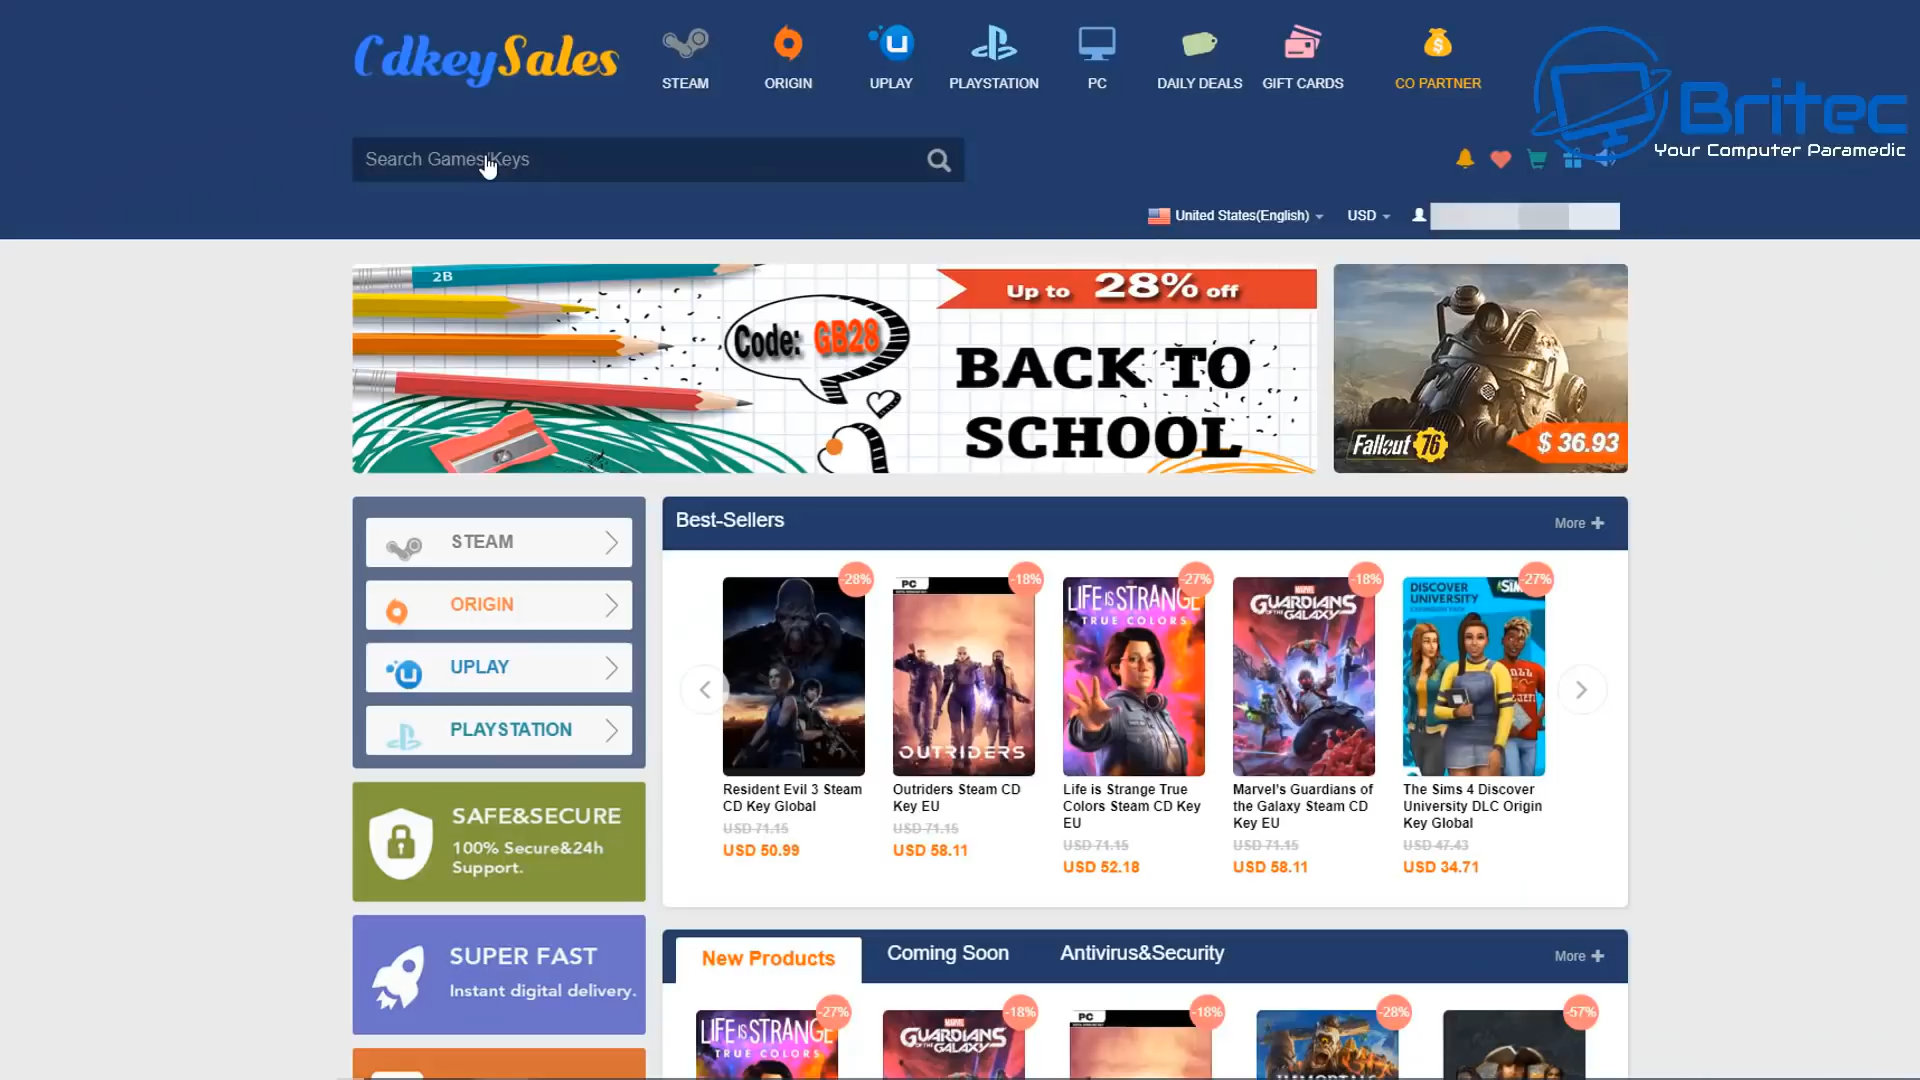 CdkeySales
STEAM
ORIGIN
UPLAY
PLAYSTATION
PC
DAILY DEALS
GIFT CARDS
CO PARTNER
Britec
Your Computer Paramedic
Search Games/Keys
United States(English)
USD
2B
Code: GB28
Up to 28% off
BACK TO
SCHOOL
Fallout 76
$ 36.93
STEAM
ORIGIN
UPLAY
PLAYSTATION
SAFE&SECURE
100% Secure&24h
Support.
SUPER FAST
Instant digital delivery.
Best-Sellers
More
-28%
-18%
-27%
-18%
-27%
PC
OUTRIDERS
LIFE IS STRANGE
TRUE COLORS
MARVEL
GUARDIANS
OF THE GALAXY
DISCOVER
UNIVERSITY
Resident Evil 3 Steam
CD Key Global
USD 71.15
USD 50.99
Outriders Steam CD
Key EU
USD 71.15
USD 58.11
Life is Strange True
Colors Steam CD Key
EU
USD 71.15
USD 52.18
Marvel's Guardians of
the Galaxy Steam CD
Key EU
USD 71.15
USD 58.11
The Sims 4 Discover
University DLC Origin
Key Global
USD 47.43
USD 34.71
New Products
Coming Soon
Antivirus&Security
More
-27%
-18%
-18%
-28%
-57%
LIFE IS STRANGE
TRUE COLORS
MARVEL
GUARDIANS
OF THE GALAXY
PC